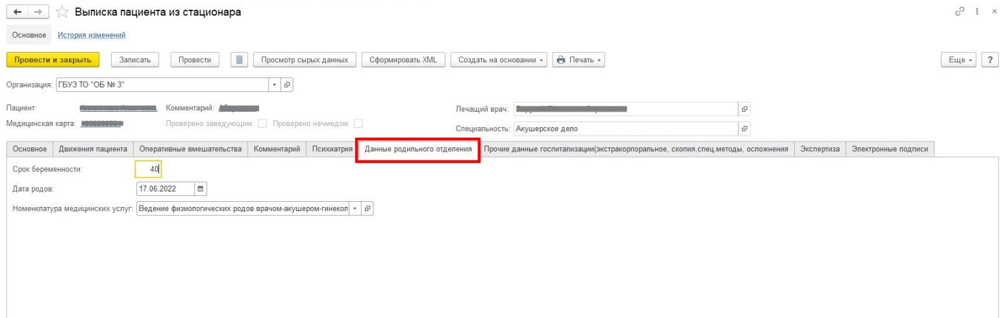 Выписка пациента из стационара
Основное История изменений
Провести и закрыть Записать Провести Просмотр сырых данных Сформировать XML Создать на основании Печать Еще ?
Организация: ГБУЗ ТО "ОБ № 3"
Пациент: Комментарий: Лечащий врач:
Медицинская карта: Проверено заведующим: Проверено начмедом:
Специальность: Акушерское дело
Основное Движения пациента Оперативные вмешательства Комментарий Психиатрия Данные родильного отделения Прочие данные госпитализации(экстракорпоральное, скопия,спец.методы, осложнения Экспертиза Электронные подписи
Срок беременности: 40
Дата родов: 17.06.2022
Номенклатура медицинских услуг: Ведение физиологических родов врачом-акушером-гинекол